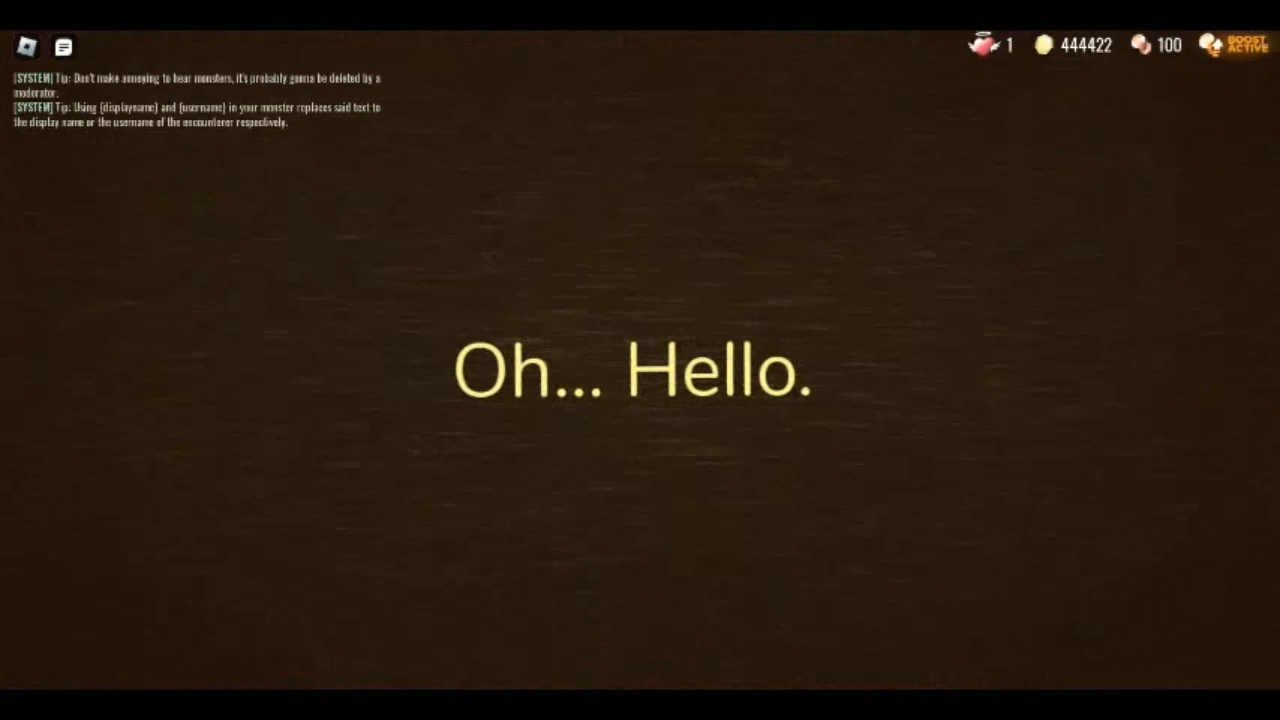 1 444422 100 BOOST ACTIVE
[SYSTEM] Tip: Don't make annoying to hear monsters, it's probably gonna be deleted by a
moderator.
[SYSTEM] Tip: Using {displayname} and {username} in your monster replaces said text to
the display name or the username of the encounterer respectively.
Oh... Hello.